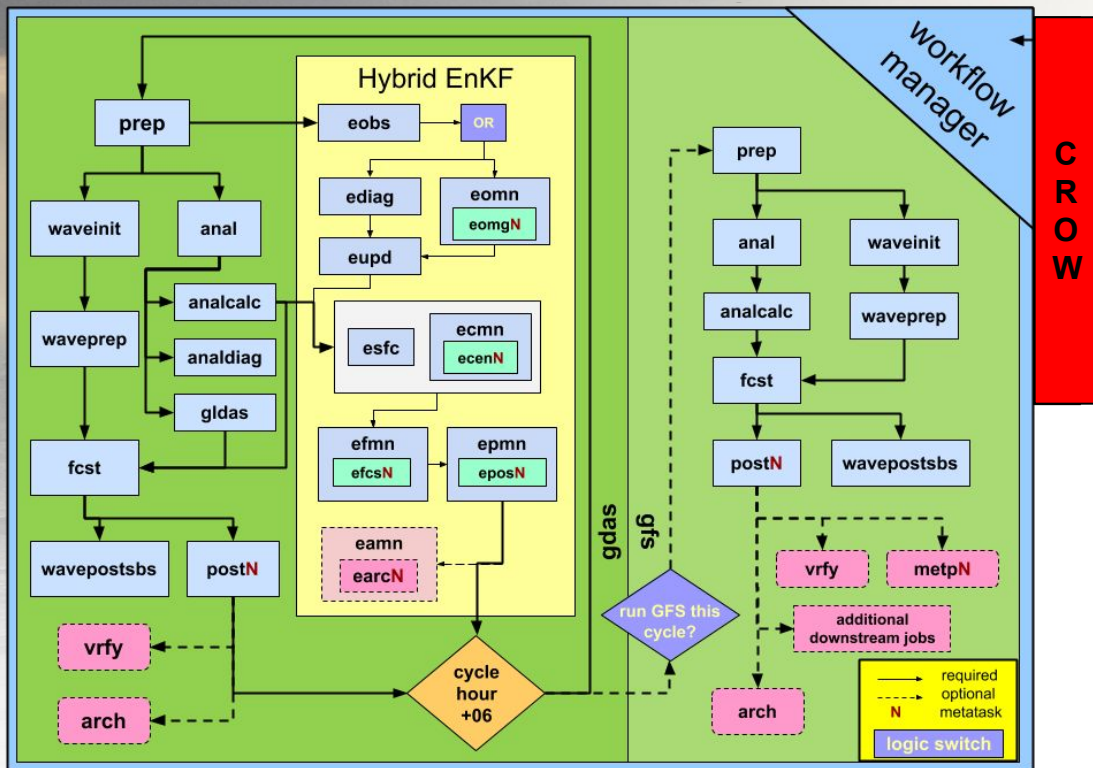 workflow
manager
C
R
O
W
Hybrid EnKF
prep
eobs
OR
waveinit
anal
ediag
eomn
eomgN
eupd
analcalc
waveprep
analdiag
gldas
esfc
ecmn
ecenN
fcst
efmn
efcsN
epmn
eposN
wavepostsbs
postN
eamn
earcN
vrfy
arch
cycle
hour
+06
gdas
gfs
run GFS this
cycle?
prep
anal
waveinit
analcalc
waveprep
fcst
postN
wavepostsbs
vrfy
metpN
additional
downstream jobs
arch
required
optional
N metatask
logic switch